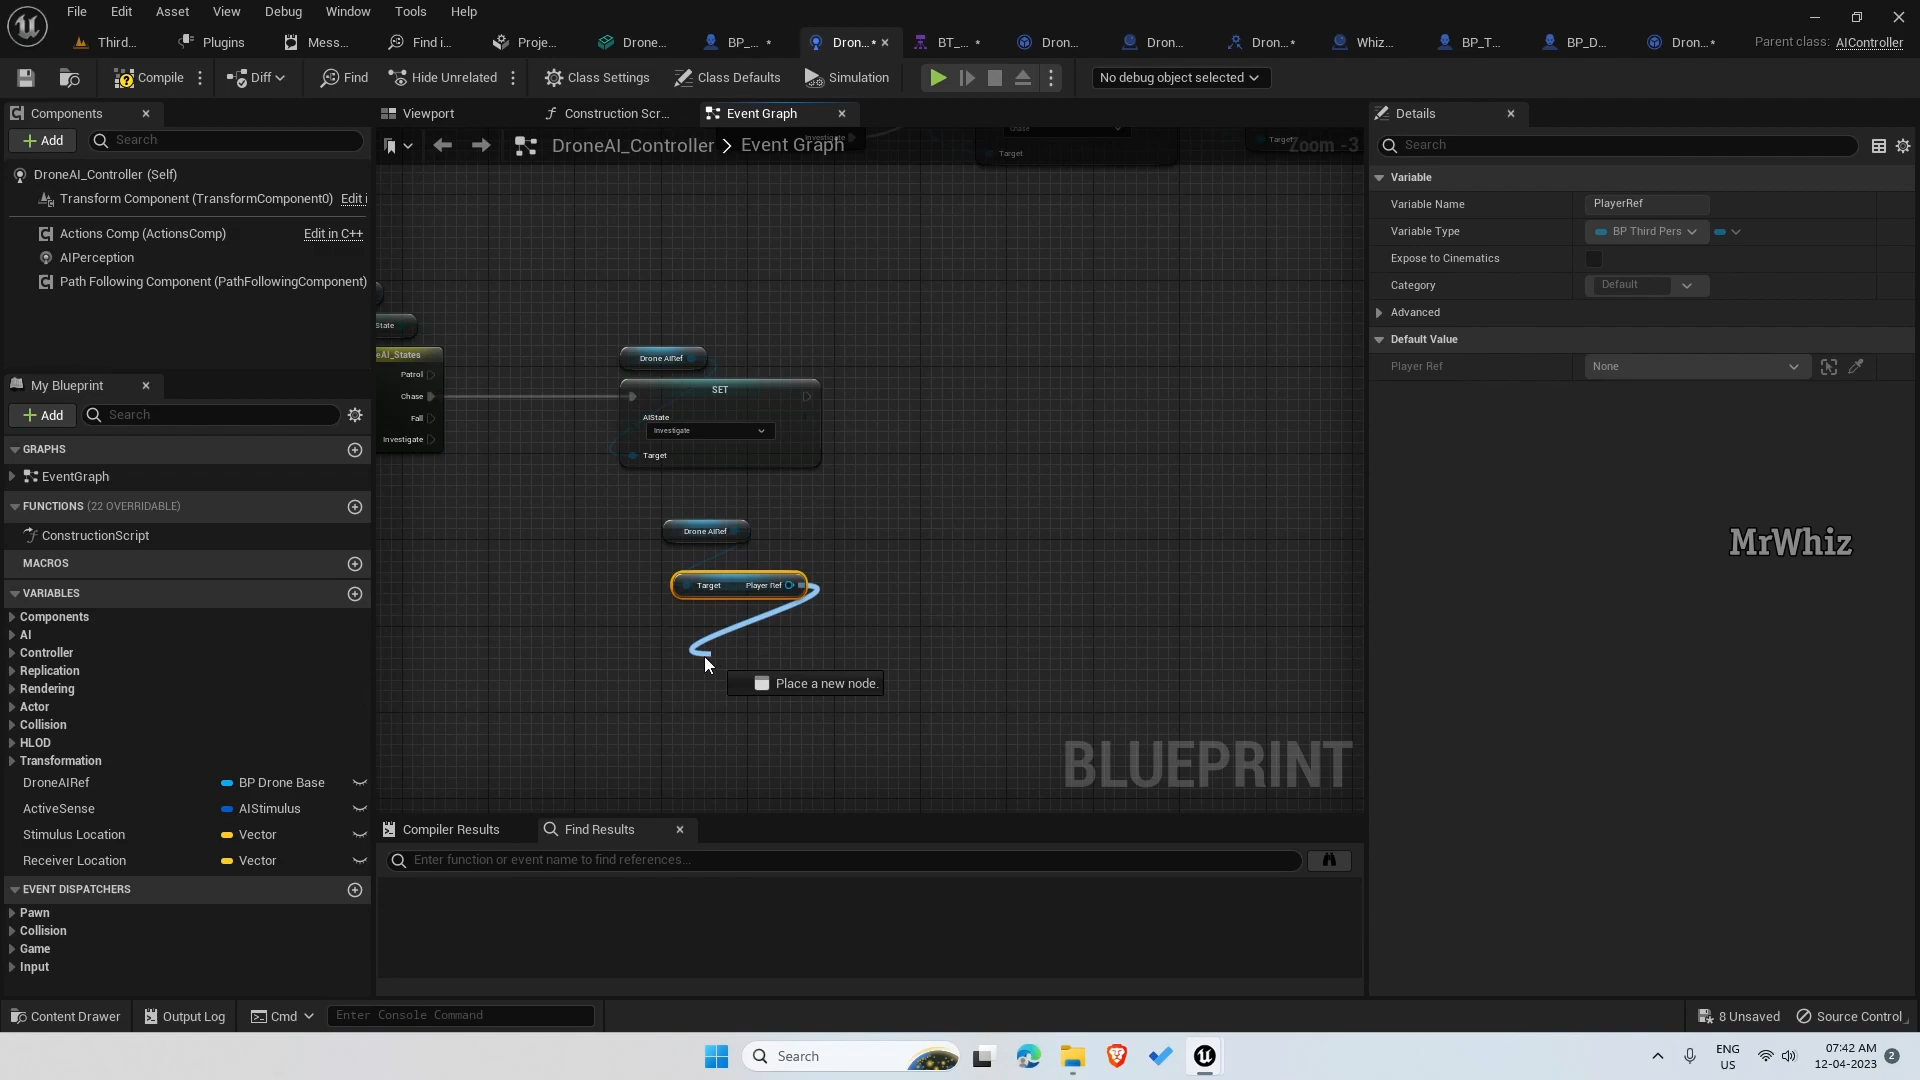 File Edit Asset View Debug Window Tools Help
Third... Plugins Mess... Find i... Proje... Drone... BP_... * Dron...* BT_... * Dron... Dron... Dron...* Whiz... BP_T... BP_D... Dron...* Parent class: AIController
Compile Diff Find Hide Unrelated Class Settings Class Defaults Simulation No debug object selected
Components
Add Search
DroneAI_Controller (Self)
Transform Component (TransformComponent0) Edit i
Actions Comp (ActionsComp) Edit in C++
AIPerception
Path Following Component (PathFollowingComponent)
My Blueprint
Add Search
GRAPHS
EventGraph
FUNCTIONS (22 OVERRIDABLE)
ConstructionScript
MACROS
VARIABLES
Components
AI
Controller
Replication
Rendering
Actor
Collision
HLOD
Transformation
DroneAIRef BP Drone Base
ActiveSense AIStimulus
Stimulus Location Vector
Receiver Location Vector
EVENT DISPATCHERS
Pawn
Collision
Game
Input
Viewport Construction Scr... Event Graph
DroneAI_Controller > Event Graph
Zoom -3
Investigate
Chase
Target
Target
State
eAI_States
Patrol
Chase
Fall
Investigate
Drone AIRef
SET
AIState
Investigate
Target
Drone AIRef
Target Player Ref
Place a new node.
BLUEPRINT
Compiler Results Find Results
Enter function or event name to find references...
Details
Search
Variable
Variable Name PlayerRef
Variable Type BP Third Pers
Expose to Cinematics
Category Default
Advanced
Default Value
Player Ref None
MrWhiz
Content Drawer Output Log Cmd Enter Console Command 8 Unsaved Source Control
Search
ENG
US
07:42 AM
12-04-2023
2